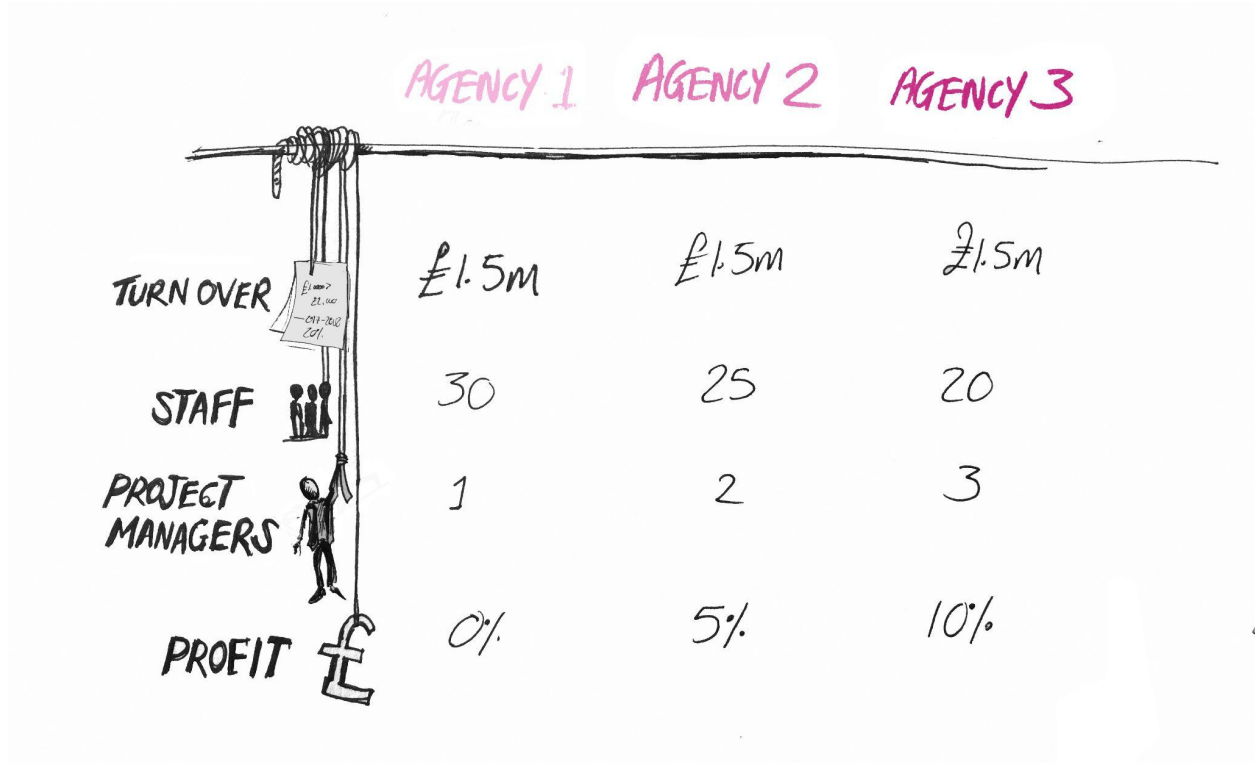 AGENCY 1 AGENCY 2 AGENCY 3
TURN OVER £1.5m £1.5m £1.5m
20%
STAFF 30 25 20
PROJECT
MANAGERS 1 2 3
PROFIT £ 0% 5% 10%